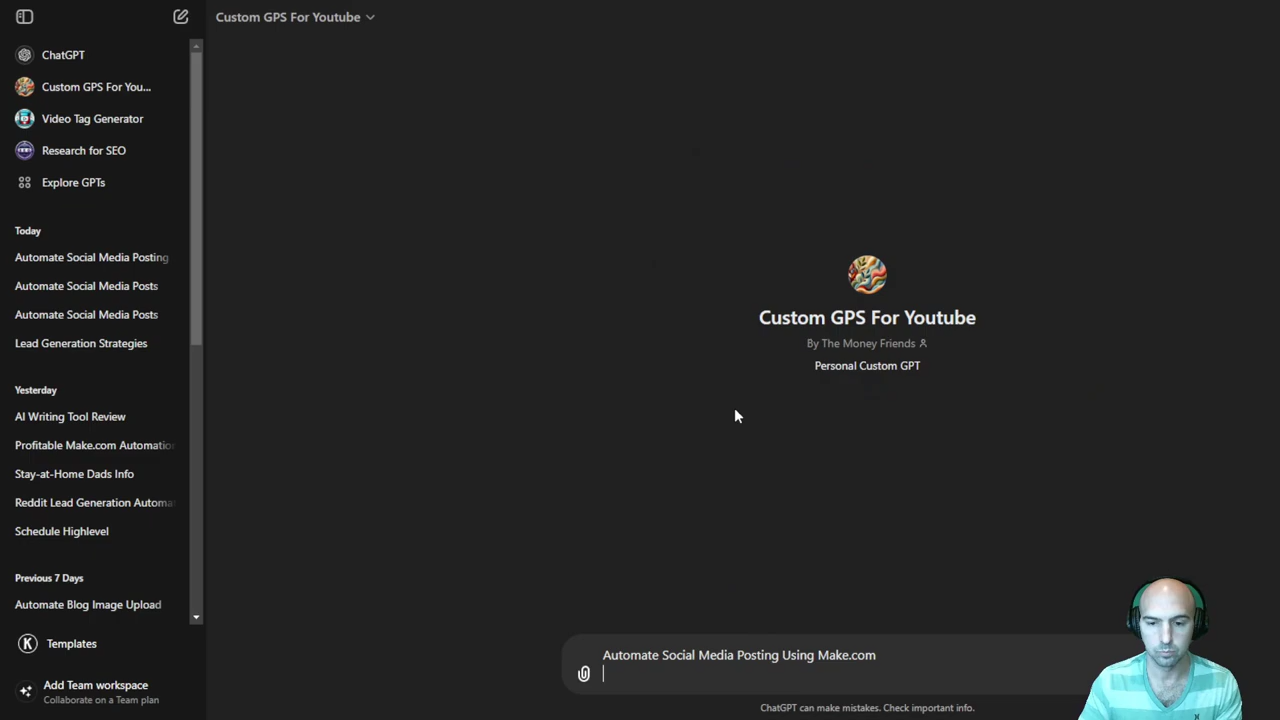 Custom GPS For Youtube
ChatGPT
Custom GPS For You...
Video Tag Generator
Research for SEO
Explore GPTs
Today
Automate Social Media Posting
Automate Social Media Posts
Automate Social Media Posts
Lead Generation Strategies
Yesterday
AI Writing Tool Review
Profitable Make.com Automation
Stay-at-Home Dads Info
Reddit Lead Generation Automa
Schedule Highlevel
Previous 7 Days
Automate Blog Image Upload
K Templates
Add Team workspace
Collaborate on a Team plan
Custom GPS For Youtube
By The Money Friends
Personal Custom GPT
Automate Social Media Posting Using Make.com
ChatGPT can make mistakes. Check important info.